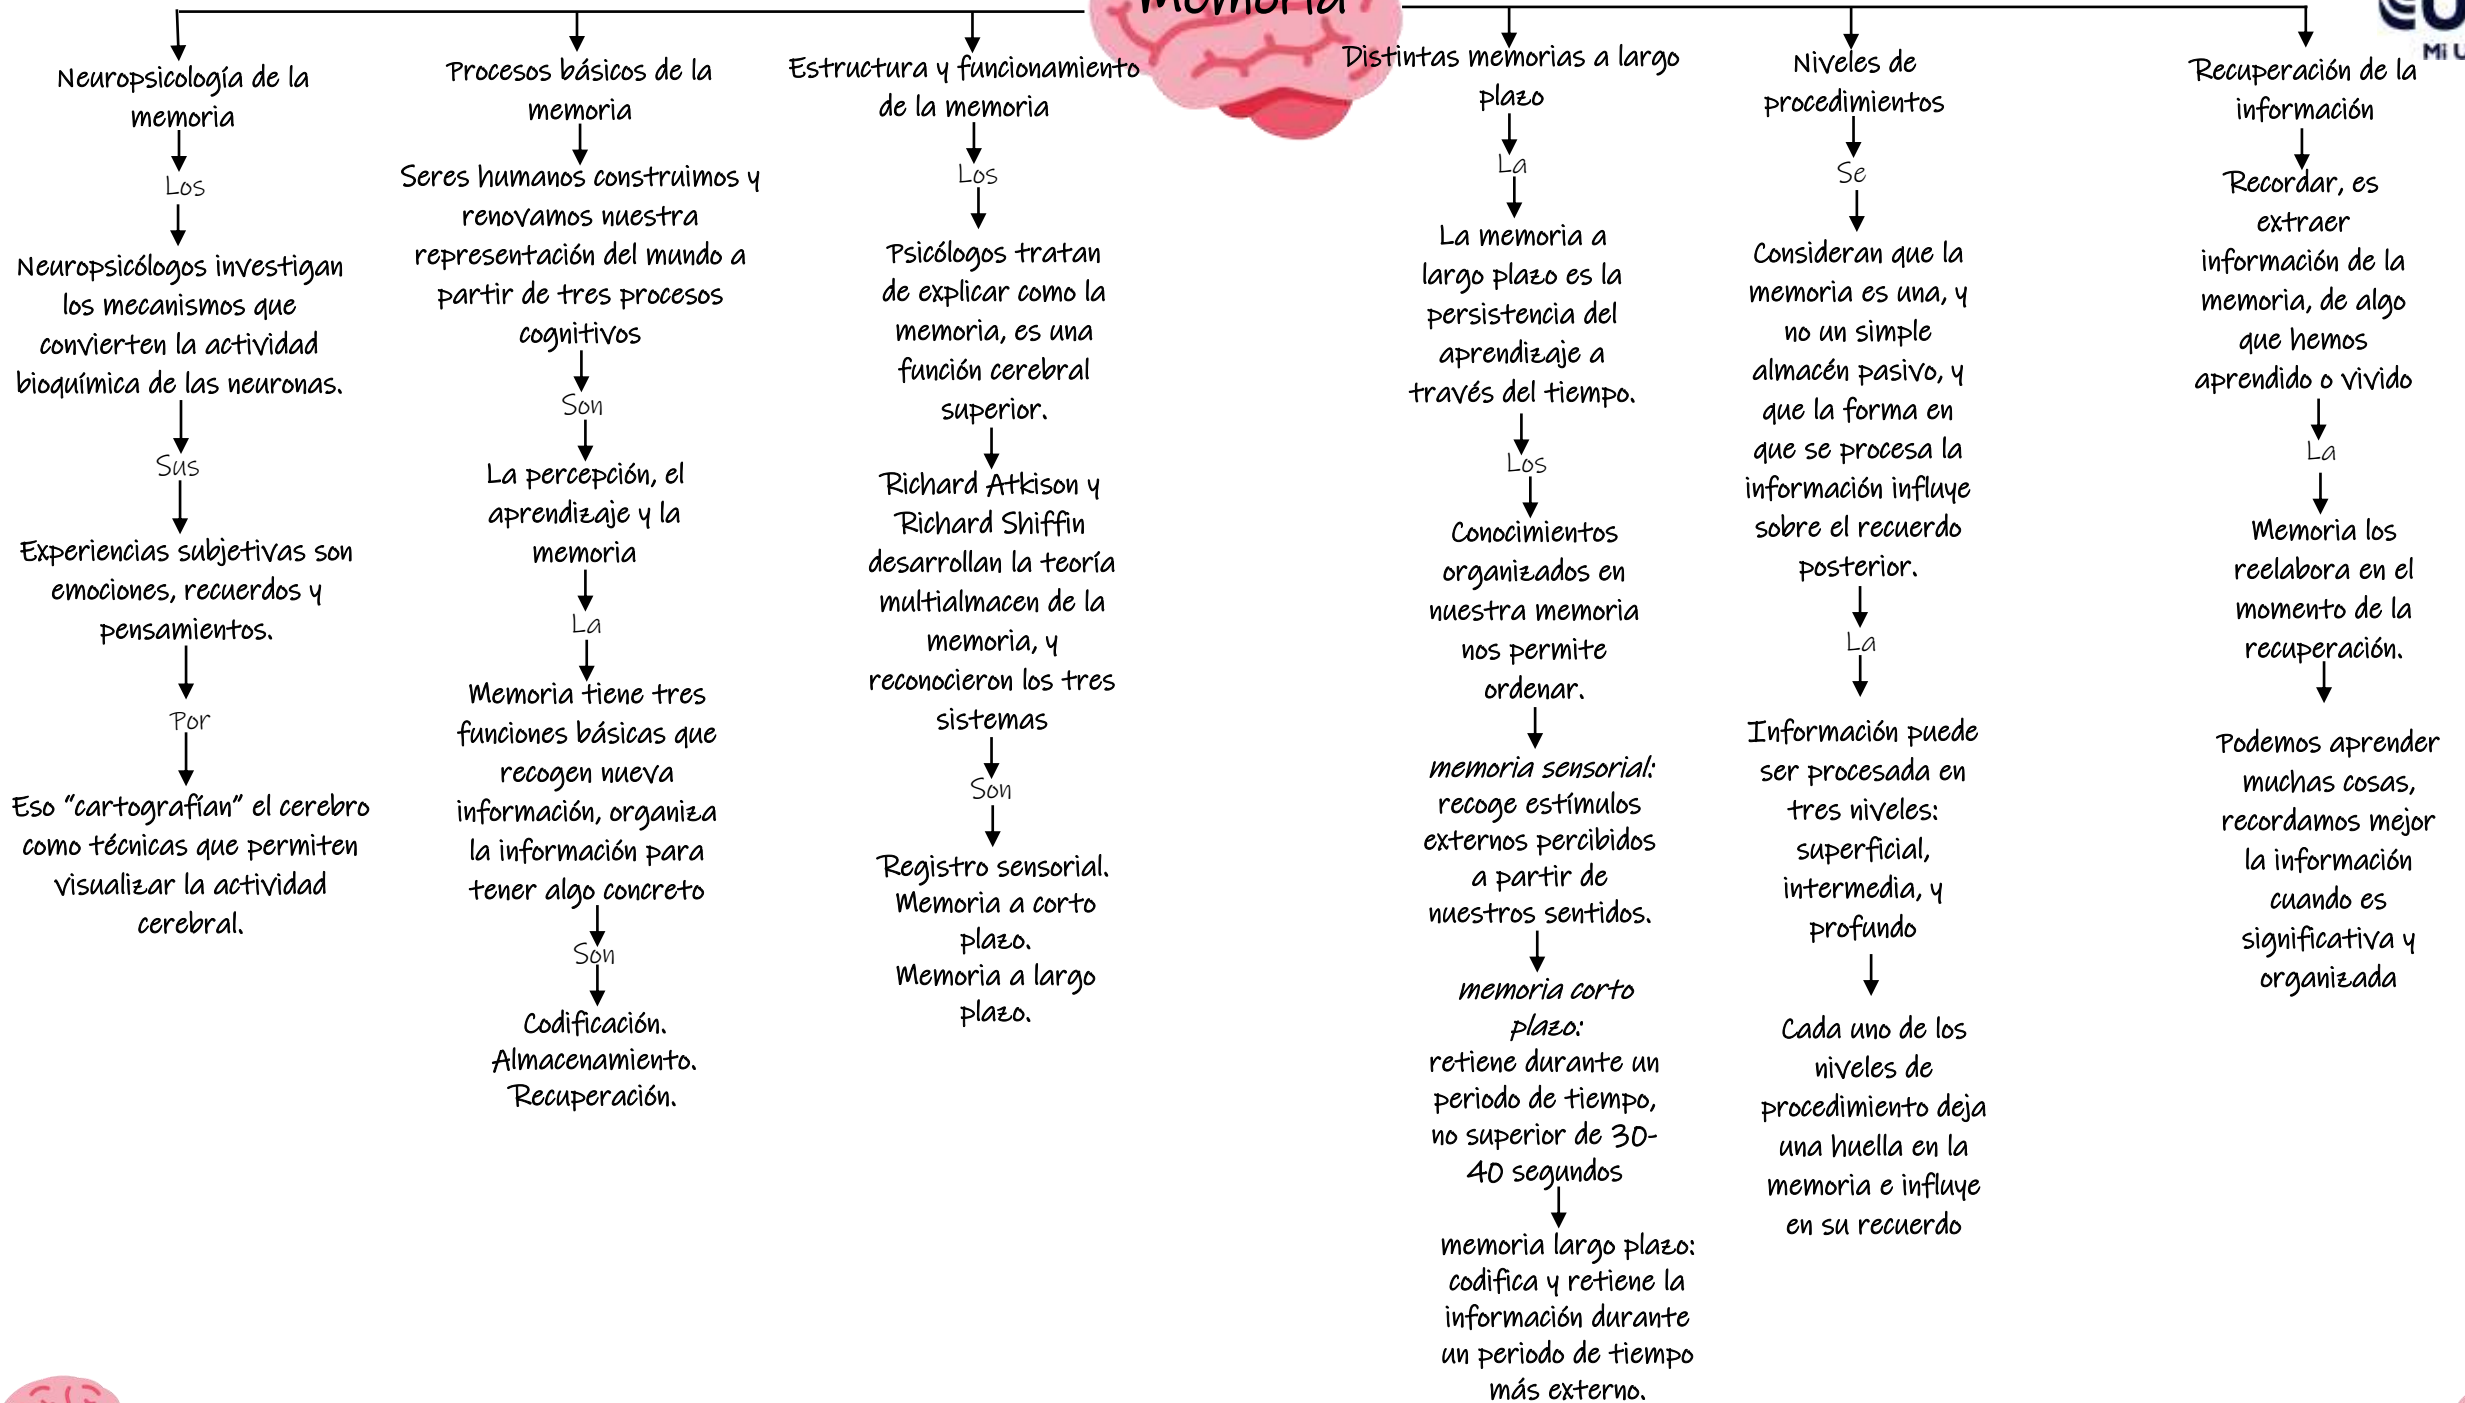 Memoria
Mi U
Neuropsicología de la
memoria
Los
Neuropsicólogos investigan
los mecanismos que
convierten la actividad
bioquímica de las neuronas.
Sus
Experiencias subjetivas son
emociones, recuerdos y
pensamientos.
Por
Eso “cartografían” el cerebro
como técnicas que permiten
visualizar la actividad
cerebral.
Procesos básicos de la
memoria
Seres humanos construimos y
renovamos nuestra
representación del mundo a
partir de tres procesos
cognitivos
Son
La percepción, el
aprendizaje y la
memoria
La
Memoria tiene tres
funciones básicas que
recogen nueva
información, organiza
la información para
tener algo concreto
Son
Codificación.
Almacenamiento.
Recuperación.
Estructura y funcionamiento
de la memoria
Los
Psicólogos tratan
de explicar como la
memoria, es una
función cerebral
superior.
Richard Atkison y
Richard Shiffin
desarrollan la teoría
multialmacen de la
memoria, y
reconocieron los tres
sistemas
Son
Registro sensorial.
Memoria a corto
plazo.
Memoria a largo
plazo.
Distintas memorias a largo
plazo
La
La memoria a
largo plazo es la
persistencia del
aprendizaje a
través del tiempo.
Los
Conocimientos
organizados en
nuestra memoria
nos permite
ordenar.
memoria sensorial:
recoge estímulos
externos percibidos
a partir de
nuestros sentidos.
memoria corto
plazo:
retiene durante un
periodo de tiempo,
no superior de 30-
40 segundos
memoria largo plazo:
codifica y retiene la
información durante
un periodo de tiempo
más externo.
Niveles de
procedimientos
Se
Consideran que la
memoria es una, y
no un simple
almacén pasivo, y
que la forma en
que se procesa la
información influye
sobre el recuerdo
posterior.
La
Información puede
ser procesada en
tres niveles:
superficial,
intermedia, y
profundo
Cada uno de los
niveles de
procedimiento deja
una huella en la
memoria e influye
en su recuerdo
Recuperación de la
información
Recordar, es
extraer
información de la
memoria, de algo
que hemos
aprendido o vivido
La
Memoria los
reelabora en el
momento de la
recuperación.
Podemos aprender
muchas cosas,
recordamos mejor
la información
cuando es
significativa y
organizada